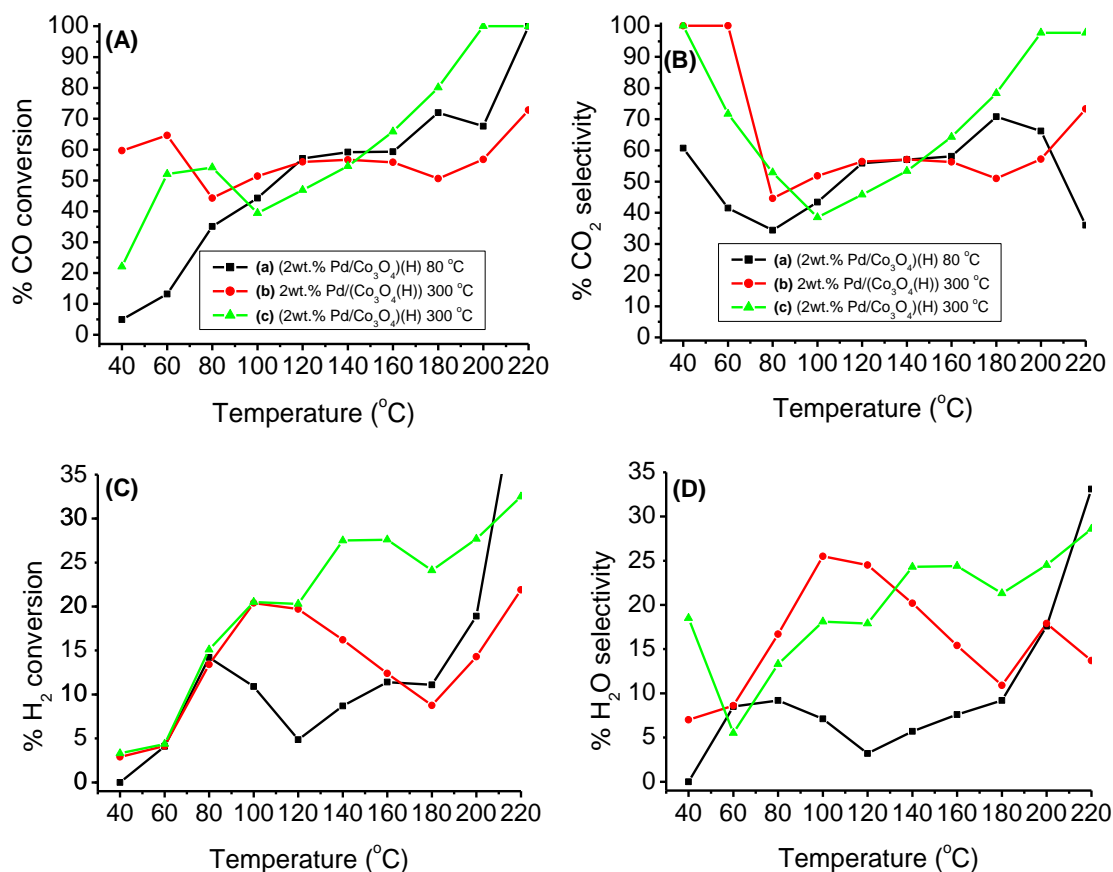 (A)
% CO conversion
100
90
80
70
60
50
40
30
20
10
0
(a) (2wt.% Pd/Co₃O₄)(H) 80 °C
(b) 2wt.% Pd/(Co₃O₄(H)) 300 °C
(c) (2wt.% Pd/Co₃O₄)(H) 300 °C
40 60 80 100 120 140 160 180 200 220
Temperature (°C)
(B)
% CO₂ selectivity
100
90
80
70
60
50
40
30
20
10
0
(a) (2wt.% Pd/Co₃O₄)(H) 80 °C
(b) 2wt.% Pd/(Co₃O₄(H)) 300 °C
(c) (2wt.% Pd/Co₃O₄)(H) 300 °C
40 60 80 100 120 140 160 180 200 220
Temperature (°C)
(C)
% H₂ conversion
35
30
25
20
15
10
5
0
40 60 80 100 120 140 160 180 200 220
Temperature (°C)
(D)
% H₂O selectivity
35
30
25
20
15
10
5
0
40 60 80 100 120 140 160 180 200 220
Temperature (°C)